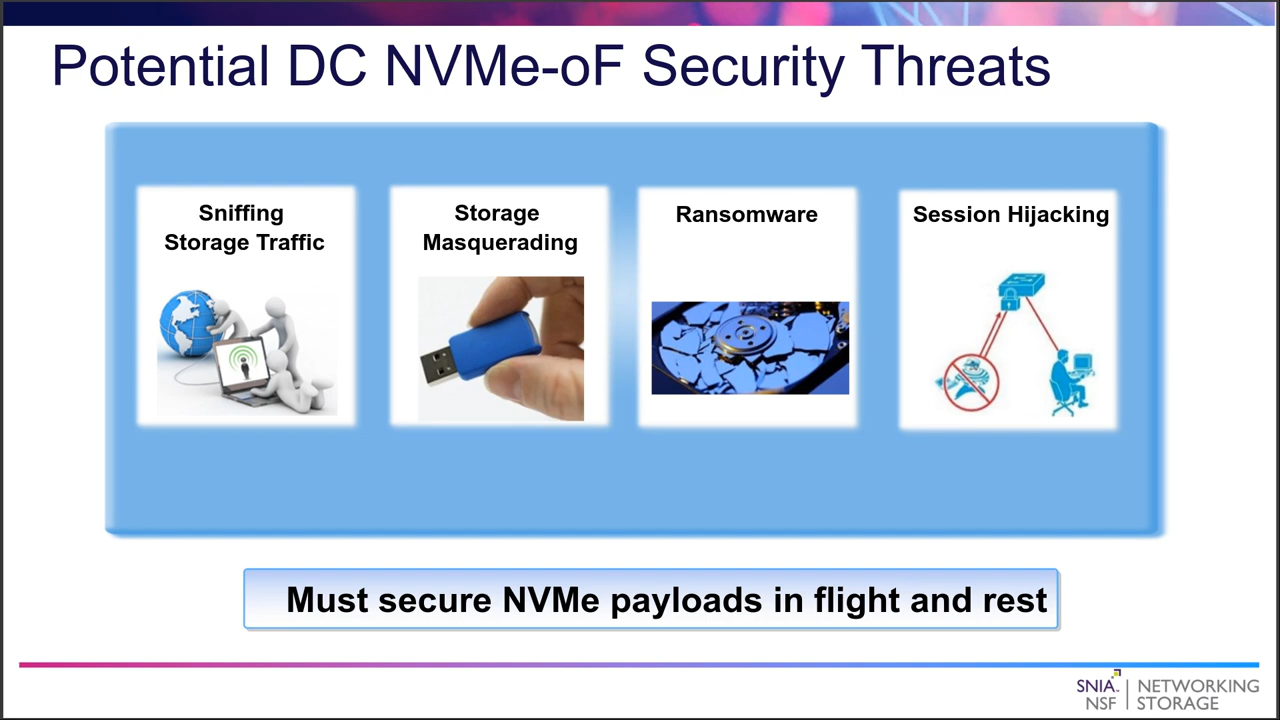 Potential DC NVMe-oF Security Threats
Sniffing
Storage Traffic
Storage
Masquerading
Ransomware
Session Hijacking
Must secure NVMe payloads in flight and rest
SNIA™ | NETWORKING
NSF | STORAGE